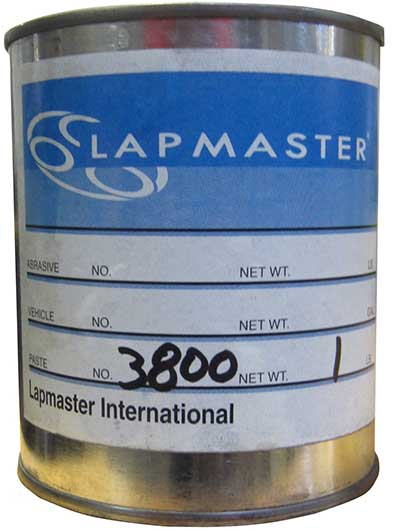 LAPMASTER®
ABRASIVE NO. NET WT. LB.
VEHICLE NO. NET WT. GAL.
PASTE NO. 3800 NET WT. 1 LB.
Lapmaster International